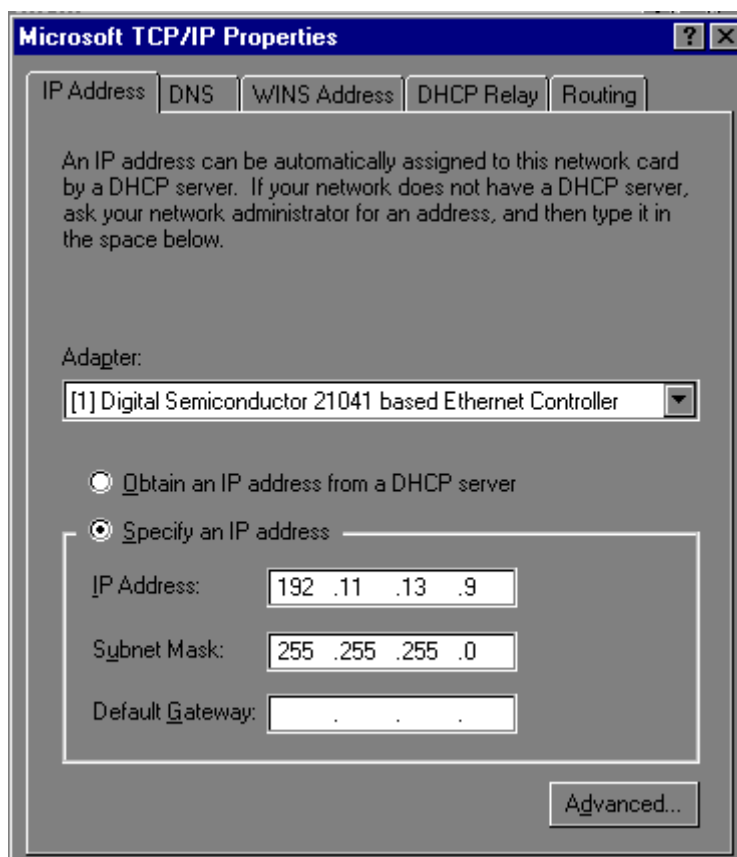 Microsoft TCP/IP Properties
IP Address DNS WINS Address DHCP Relay Routing
An IP address can be automatically assigned to this network card
by a DHCP server. If your network does not have a DHCP server,
ask your network administrator for an address, and then type it in
the space below.
Adapter:
[1] Digital Semiconductor 21041 based Ethernet Controller
Obtain an IP address from a DHCP server
Specify an IP address
IP Address: 192 .11 .13 .9
Subnet Mask: 255 .255 .255 .0
Default Gateway: . . .
Advanced...